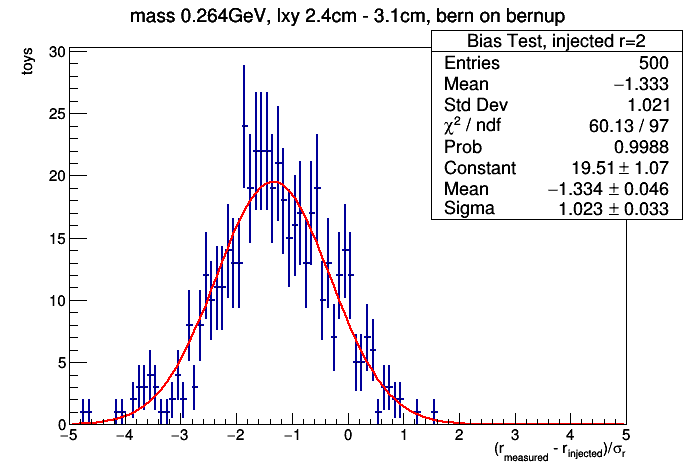 mass 0.264GeV, lxy 2.4cm - 3.1cm, bern on bernup
Bias Test, injected r=2
Entries 500
Mean −1.333
Std Dev 1.021
χ² / ndf 60.13 / 97
Prob 0.9988
Constant 19.51 ± 1.07
Mean −1.334 ± 0.046
Sigma 1.023 ± 0.033
toys
30
25
20
15
10
5
0
−5 −4 −3 −2 −1 0 1 2 3 4 5
(r_measured - r_injected)/σ_r